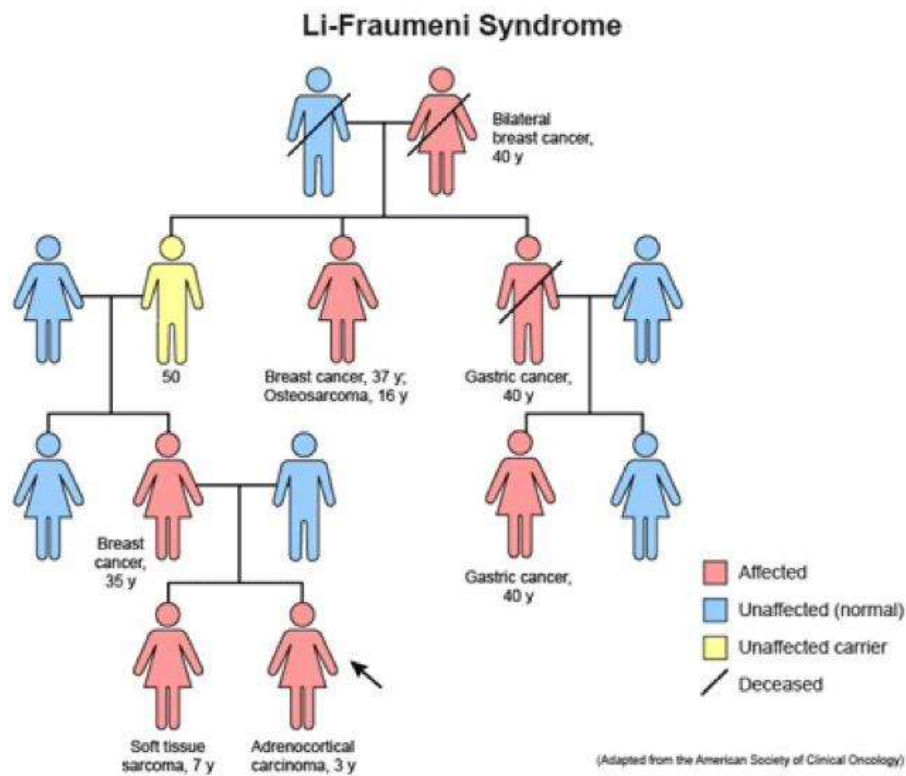 Li-Fraumeni Syndrome
Bilateral
breast cancer,
40 y
50
Breast cancer, 37 y;
Osteosarcoma, 16 y
Gastric cancer,
40 y
Breast
cancer,
35 y
Gastric cancer,
40 y
Affected
Unaffected (normal)
Unaffected carrier
Deceased
Soft tissue
sarcoma, 7 y
Adrenocortical
carcinoma, 3 y
(Adapted from the American Society of Clinical Oncology)